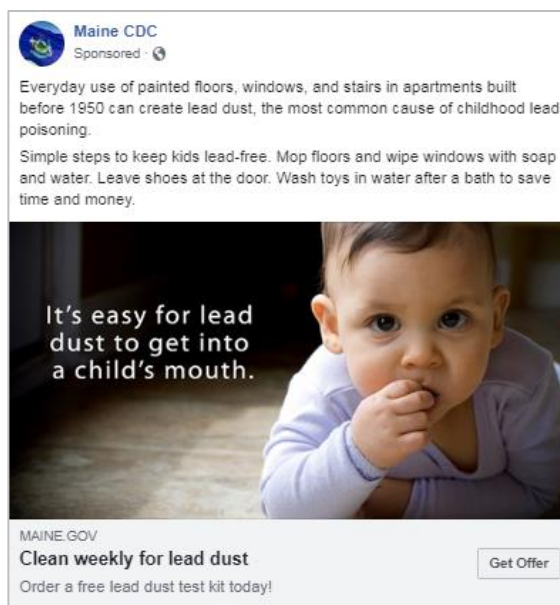 Maine CDC
Sponsored ·
Everyday use of painted floors, windows, and stairs in apartments built
before 1950 can create lead dust, the most common cause of childhood lead
poisoning.
Simple steps to keep kids lead-free. Mop floors and wipe windows with soap
and water. Leave shoes at the door. Wash toys in water after a bath to save
time and money.
It's easy for lead
dust to get into
a child's mouth.
MAINE.GOV
Clean weekly for lead dust
Get Offer
Order a free lead dust test kit today!